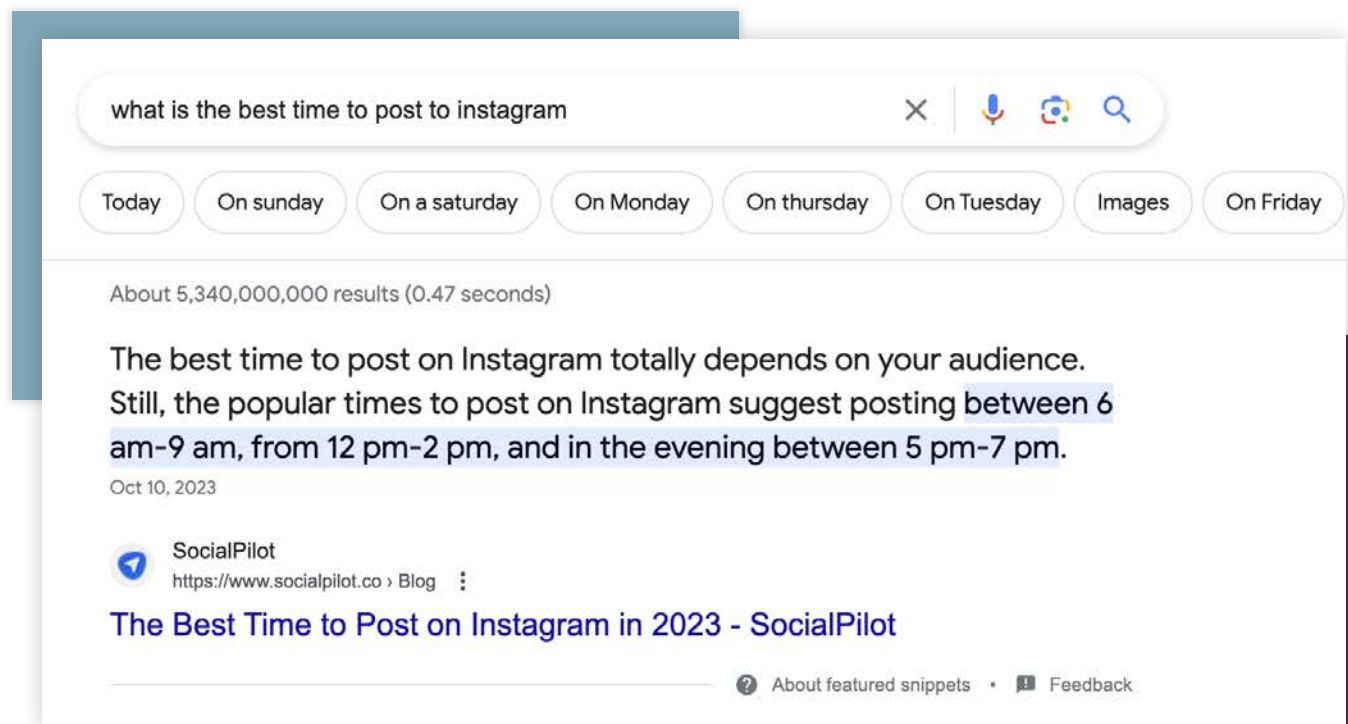 what is the best time to post to instagram
Today On sunday On a saturday On Monday On thursday On Tuesday Images On Friday
About 5,340,000,000 results (0.47 seconds)
The best time to post on Instagram totally depends on your audience.
Still, the popular times to post on Instagram suggest posting between 6
am-9 am, from 12 pm-2 pm, and in the evening between 5 pm-7 pm.
Oct 10, 2023
SocialPilot
https://www.socialpilot.co › Blog
The Best Time to Post on Instagram in 2023 - SocialPilot
About featured snippets • Feedback